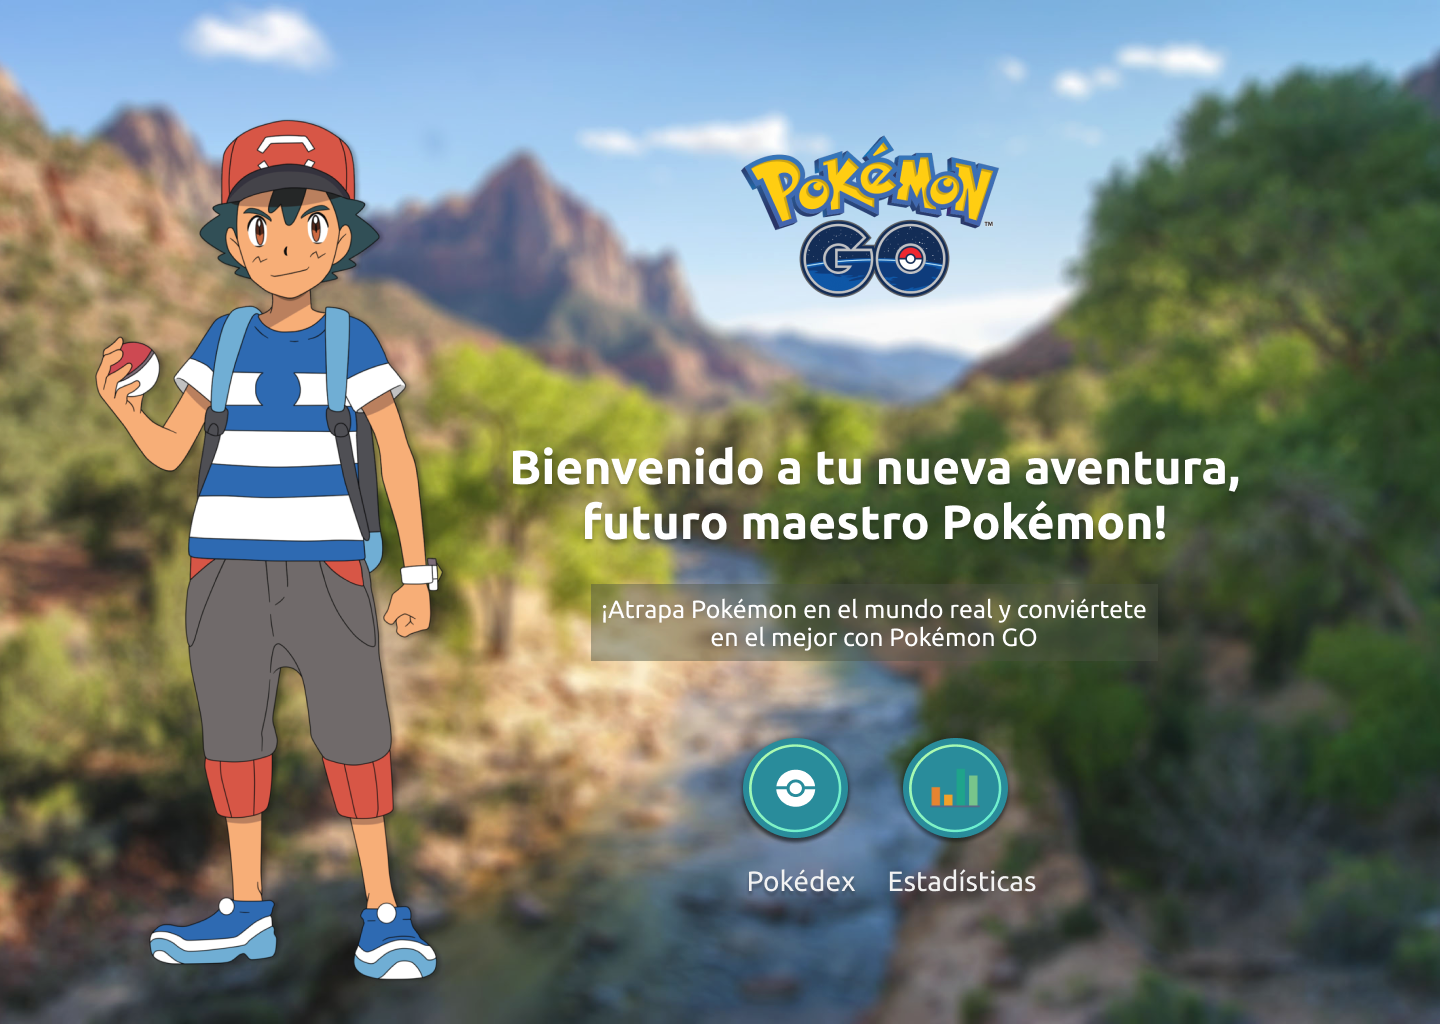 POKÉMON
GO
™
Bienvenido a tu nueva aventura,
futuro maestro Pokémon!
¡Atrapa Pokémon en el mundo real y conviértete
en el mejor con Pokémon GO
Pokédex
Estadísticas